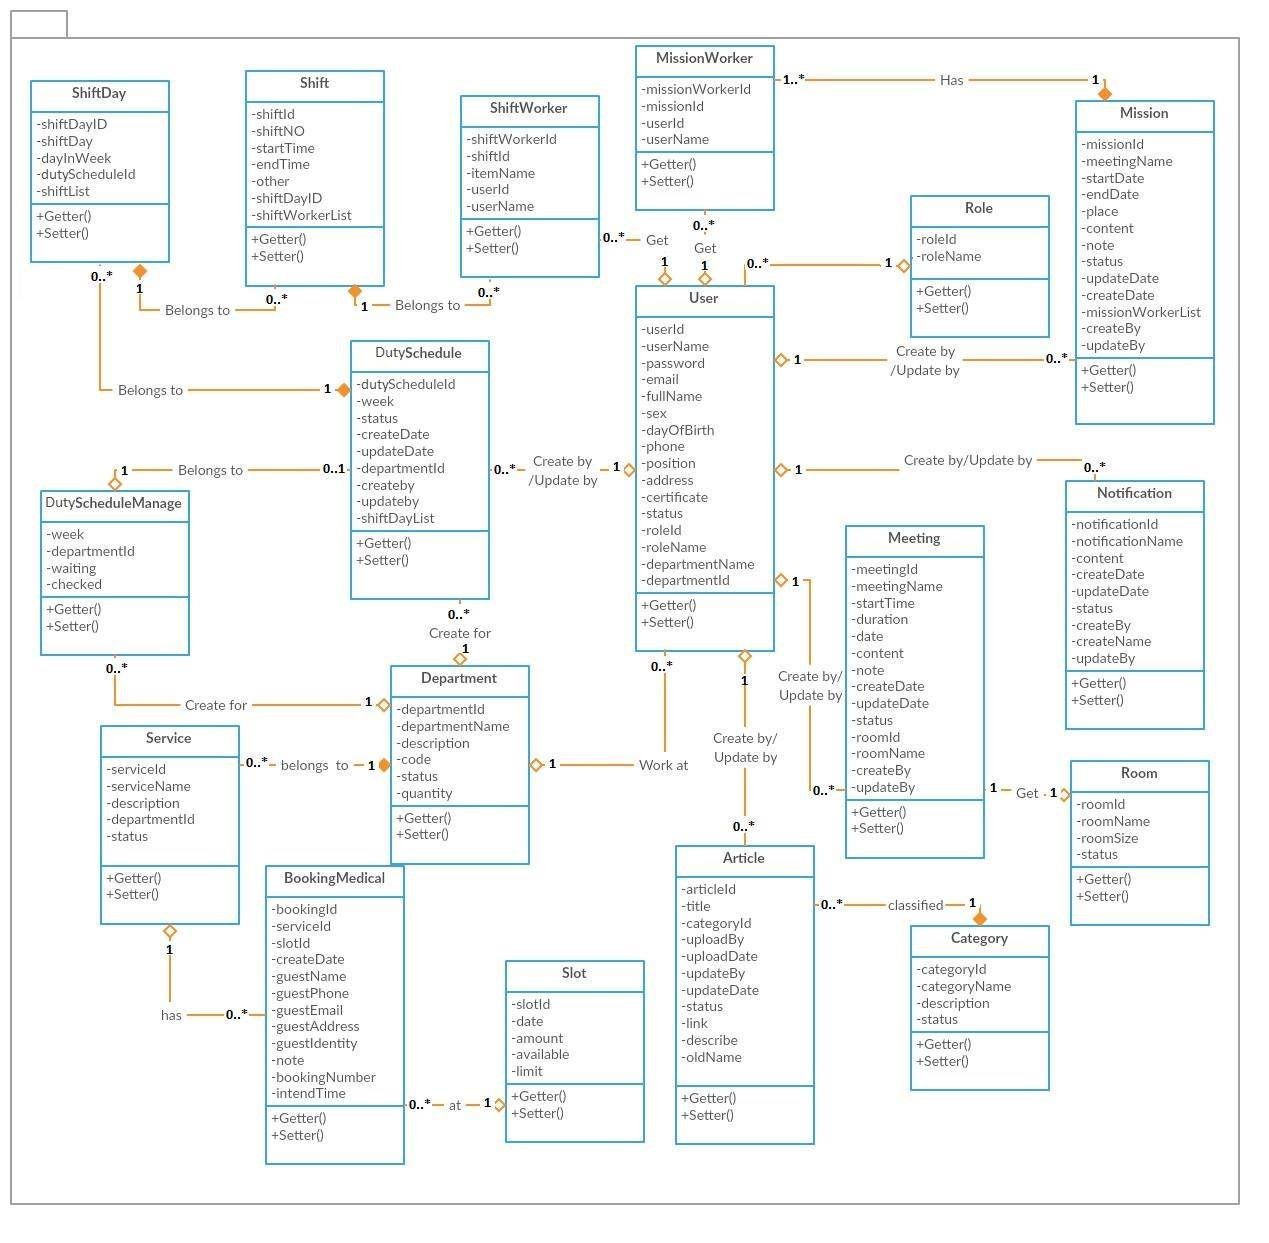 ShiftDay
-shiftDayID
-shiftDay
-dayInWeek
-dutyScheduleId
-shiftList
+Getter()
+Setter()
0..*
1
Belongs to
0..*
Shift
-shiftId
-shiftNO
-startTime
-endTime
-other
-shiftDayID
-shiftWorkerList
+Getter()
+Setter()
1
Belongs to
0..*
ShiftWorker
-shiftWorkerId
-shiftId
-itemName
-userId
-userName
+Getter()
+Setter()
0..*
Get
1
MissionWorker
-missionWorkerId
-missionId
-userId
-userName
+Getter()
+Setter()
0..*
Get
1
1..*
Has
1
Mission
-missionId
-meetingName
-startDate
-endDate
-place
-content
-note
-status
-updateDate
-createDate
-missionWorkerList
-createBy
-updateBy
+Getter()
+Setter()
Role
-roleId
-roleName
+Getter()
+Setter()
0..*
1
User
-userId
-userName
-password
-email
-fullName
-sex
-dayOfBirth
-phone
-position
-address
-certificate
-status
-roleId
-roleName
-departmentName
-departmentId
+Getter()
+Setter()
1
Create by
/Update by
0..*
Belongs to
1
DutySchedule
-dutyScheduleId
-week
-status
-createDate
-updateDate
-departmentId
-createby
-updateby
-shiftDayList
+Getter()
+Setter()
0..*
Create by
/Update by
1
1
Belongs to
0..1
DutyScheduleManage
-week
-departmentId
-waiting
-checked
+Getter()
+Setter()
0..*
Create for
1
0..*
Create for
1
1
Create by/Update by
0..*
Notification
-notificationId
-notificationName
-content
-createDate
-updateDate
-status
-createBy
-createName
-updateBy
+Getter()
+Setter()
Meeting
-meetingId
-meetingName
-startTime
-duration
-date
-content
-note
-createDate
-updateDate
-status
-roomId
-roomName
-createBy
-updateBy
+Getter()
+Setter()
1
Create by/
Update by
0..*
Department
-departmentId
-departmentName
-description
-code
-status
-quantity
+Getter()
+Setter()
0..*
1
Work at
1
Create by/
Update by
0..*
Service
-serviceId
-serviceName
-description
-departmentId
-status
+Getter()
+Setter()
0..*
belongs to
1
1
Get
1
Room
-roomId
-roomName
-roomSize
-status
+Getter()
+Setter()
1
has
0..*
BookingMedical
-bookingId
-serviceId
-slotId
-createDate
-guestName
-guestPhone
-guestEmail
-guestAddress
-guestIdentity
-note
-bookingNumber
-intendTime
+Getter()
+Setter()
0..*
at
1
Slot
-slotId
-date
-amount
-available
-limit
+Getter()
+Setter()
Article
-articleId
-title
-categoryId
-uploadBy
-uploadDate
-updateBy
-updateDate
-status
-link
-describe
-oldName
+Getter()
+Setter()
0..*
classified
1
Category
-categoryId
-categoryName
-description
-status
+Getter()
+Setter()